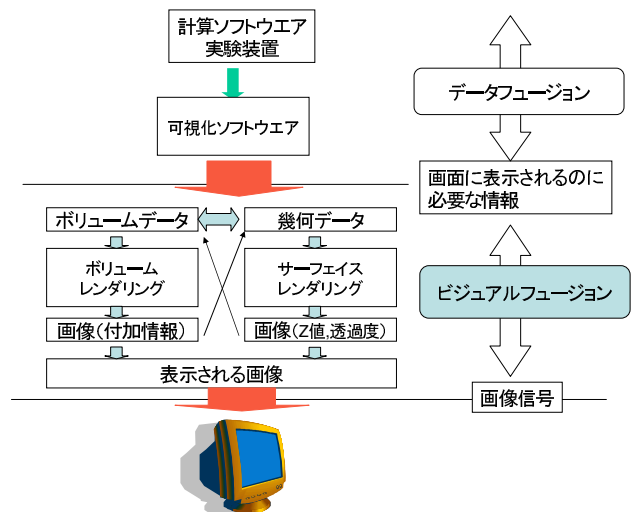 計算ソフトウエア
実験装置
可視化ソフトウエア
データフュージョン
画面に表示されるのに
必要な情報
ボリュームデータ
幾何データ
ボリューム
レンダリング
サーフェイス
レンダリング
ビジュアルフュージョン
画像(付加情報)
画像(Z値,透過度)
表示される画像
画像信号